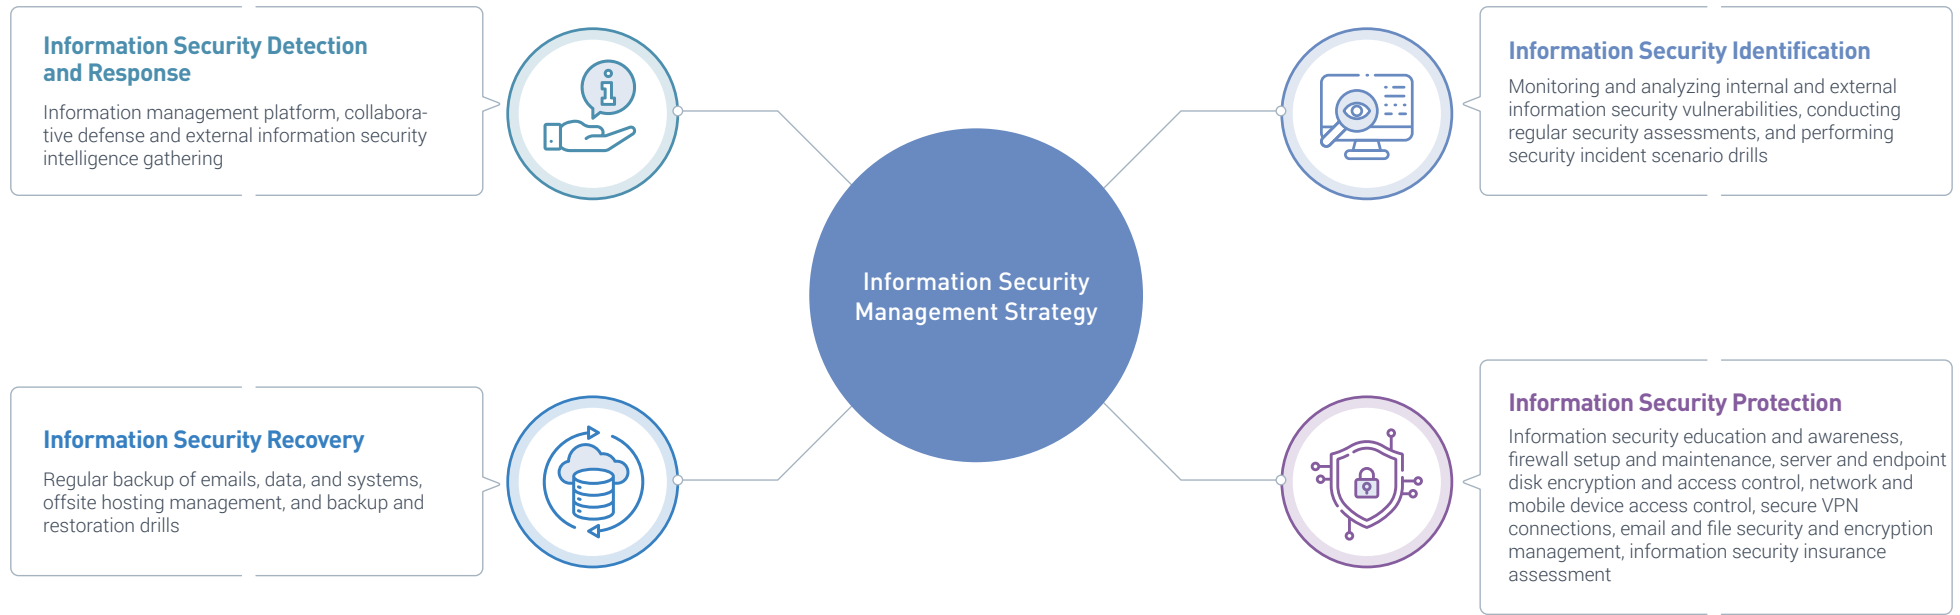 Information Security Detection
and Response
Information management platform, collabora-
tive defense and external information security
intelligence gathering
Information Security Identification
Monitoring and analyzing internal and external
information security vulnerabilities, conducting
regular security assessments, and performing
security incident scenario drills
Information Security
Management Strategy
Information Security Recovery
Regular backup of emails, data, and systems,
offsite hosting management, and backup and
restoration drills
Information Security Protection
Information security education and awareness,
firewall setup and maintenance, server and endpoint
disk encryption and access control, network and
mobile device access control, secure VPN
connections, email and file security and encryption
management, information security insurance
assessment